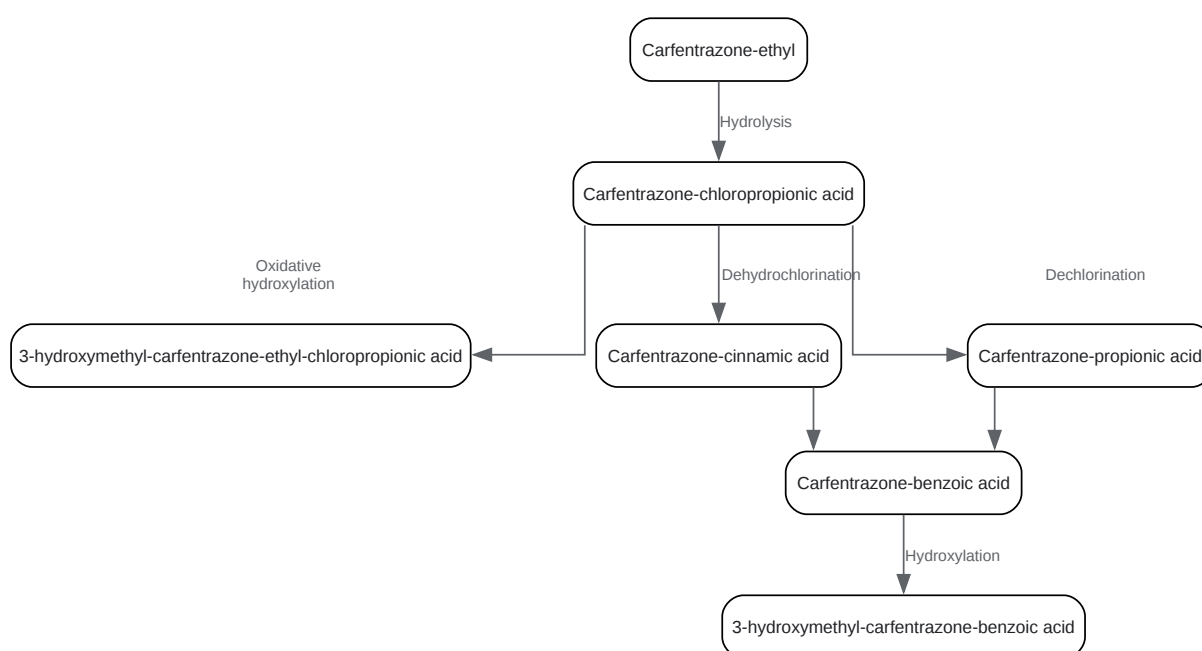 Carfentrazone-ethyl
Hydrolysis
Carfentrazone-chloropropionic acid
Oxidative
hydroxylation
Dehydrochlorination
Dechlorination
3-hydroxymethyl-carfentrazone-ethyl-chloropropionic acid
Carfentrazone-cinnamic acid
Carfentrazone-propionic acid
Carfentrazone-benzoic acid
Hydroxylation
3-hydroxymethyl-carfentrazone-benzoic acid